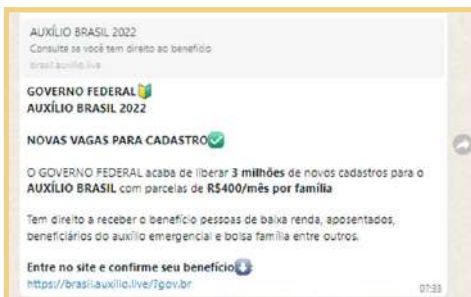 AUXÍLIO BRASIL 2022
Consulte se você tem direito ao benefício
brasil.auxilio.live
GOVERNO FEDERAL🔰
AUXÍLIO BRASIL 2022
NOVAS VAGAS PARA CADASTRO✅
O GOVERNO FEDERAL acaba de liberar 3 milhões de novos cadastros para o
AUXÍLIO BRASIL com parcelas de R$400/mês por família
Tem direito a receber o benefício pessoas de baixa renda, aposentados,
beneficiários do auxílio emergencial e bolsa família entre outros.
Entre no site e confirme seu benefício⬇️
https://brasil.auxilio.live/?gov.br
07:33